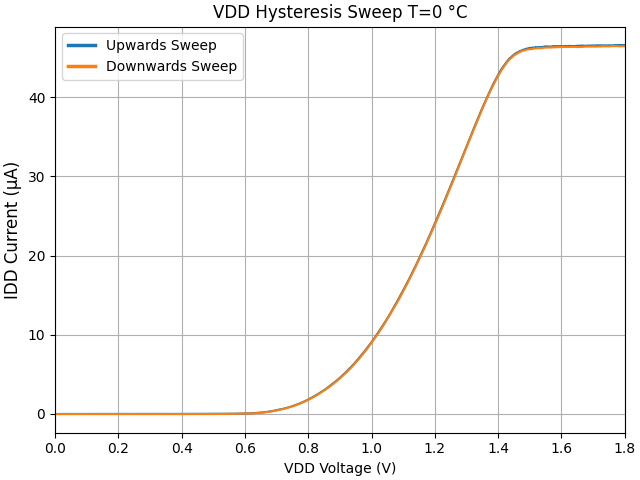 VDD Hysteresis Sweep T=0 °C
Upwards Sweep
Downwards Sweep
IDD Current (μA)
40
30
20
10
0
0.0 0.2 0.4 0.6 0.8 1.0 1.2 1.4 1.6 1.8
VDD Voltage (V)